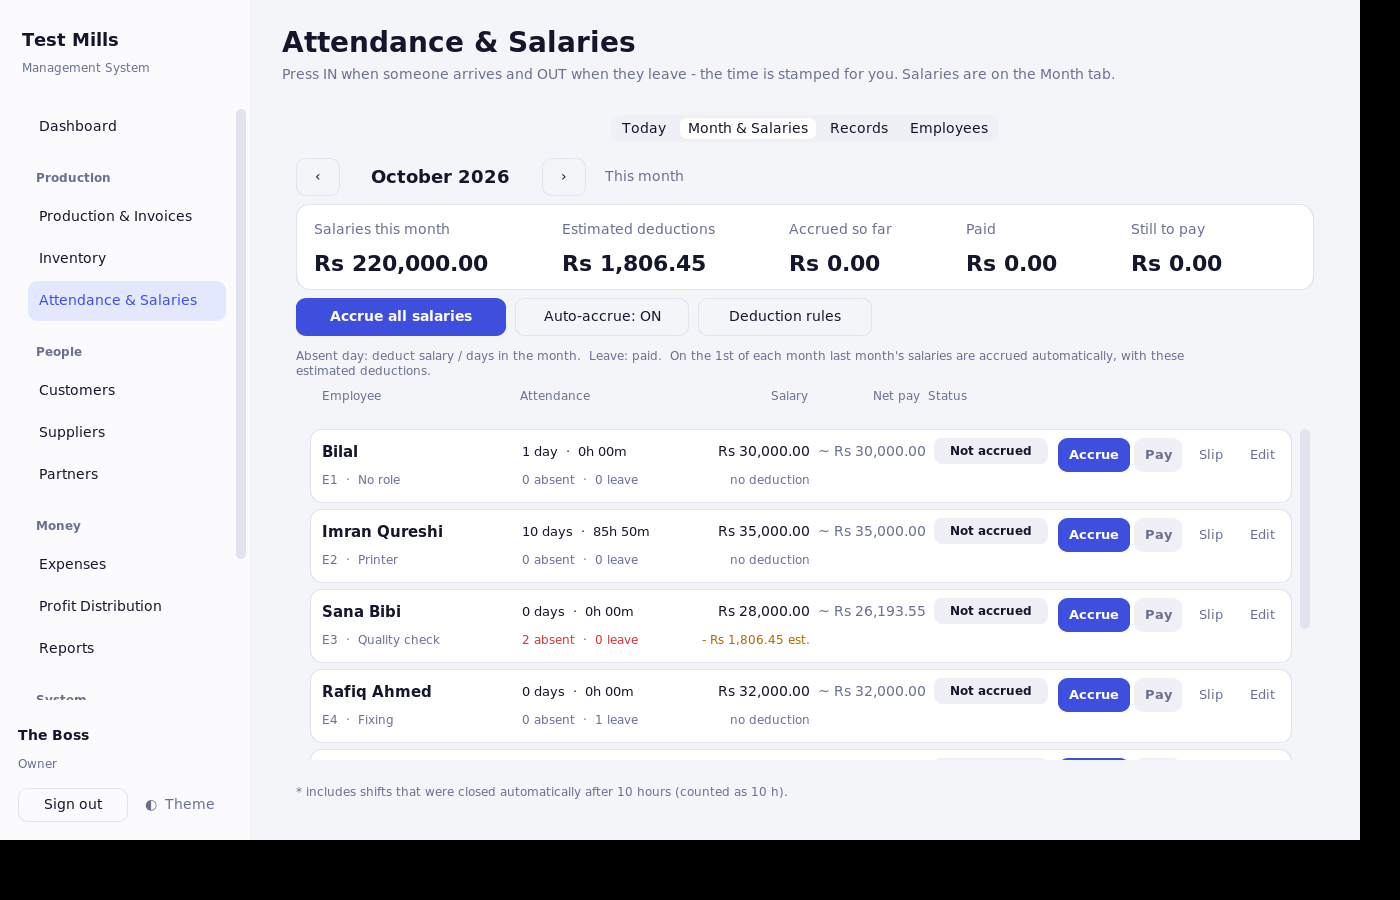 Test Mills
Management System
Dashboard
Production
Production & Invoices
Inventory
Attendance & Salaries
People
Customers
Suppliers
Partners
Money
Expenses
Profit Distribution
Reports
System
The Boss
Owner
Sign out
◐ Theme
Attendance & Salaries
Press IN when someone arrives and OUT when they leave - the time is stamped for you. Salaries are on the Month tab.
Today Month & Salaries Records Employees
‹ October 2026 › This month
Salaries this month Estimated deductions Accrued so far Paid Still to pay
Rs 220,000.00 Rs 1,806.45 Rs 0.00 Rs 0.00 Rs 0.00
Accrue all salaries Auto-accrue: ON Deduction rules
Absent day: deduct salary / days in the month. Leave: paid. On the 1st of each month last month's salaries are accrued automatically, with these
estimated deductions.
Employee Attendance Salary Net pay Status
Bilal 1 day · 0h 00m Rs 30,000.00 ~ Rs 30,000.00 Not accrued Accrue Pay Slip Edit
E1 · No role 0 absent · 0 leave no deduction
Imran Qureshi 10 days · 85h 50m Rs 35,000.00 ~ Rs 35,000.00 Not accrued Accrue Pay Slip Edit
E2 · Printer 0 absent · 0 leave no deduction
Sana Bibi 0 days · 0h 00m Rs 28,000.00 ~ Rs 26,193.55 Not accrued Accrue Pay Slip Edit
E3 · Quality check 2 absent · 0 leave - Rs 1,806.45 est.
Rafiq Ahmed 0 days · 0h 00m Rs 32,000.00 ~ Rs 32,000.00 Not accrued Accrue Pay Slip Edit
E4 · Fixing 0 absent · 1 leave no deduction
* includes shifts that were closed automatically after 10 hours (counted as 10 h).